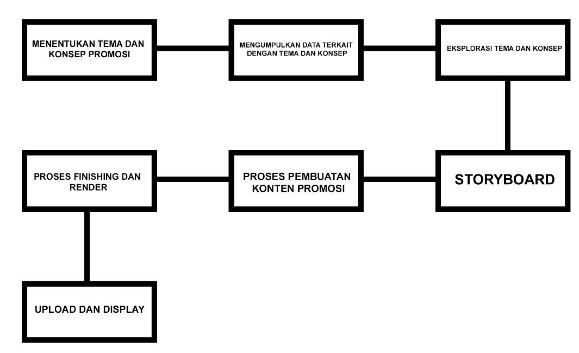 MENENTUKAN TEMA DAN
KONSEP PROMOSI
MENGUMPULKAN DATA TERKAIT
DENGAN TEMA DAN KONSEP
EKSPLORASI TEMA DAN KONSEP
STORYBOARD
PROSES PEMBUATAN
KONTEN PROMOSI
PROSES FINISHING DAN
RENDER
UPLOAD DAN DISPLAY